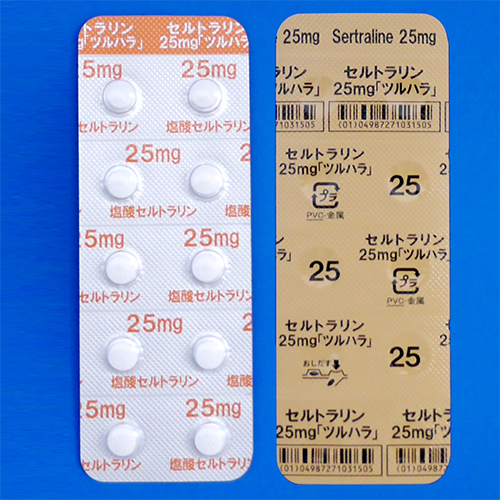 セルトラリン セルトラリン
25mg「ツルハラ」 25mg「ツルハラ」
25mg 25mg
セルトラリン 塩酸セルトラリン
25mg
塩酸セルトラリン
25mg 25mg
セルトラリン 塩酸セルトラリン
25mg
塩酸セルトラリン
25mg 25mg
セルトラリン 塩酸セルトラリン
e 25mg Sertraline 25mg
ラリン セルトラリン
ツルハラ」 25mg「ツルハラ」
(01)04987271031505 (01)04987271031505
セルトラリン
25mg「ツルハラ」
25
プラ
PVC・金属
セルトラリン
25mg「ツルハラ」
25
プラ
PVC・金属
セルトラリン
25mg「ツルハラ」
25
おしだす
セルトラリン セルトラ
25mg「ツルハラ」 25mg「ツ
(01)04987271031505 (01)049872